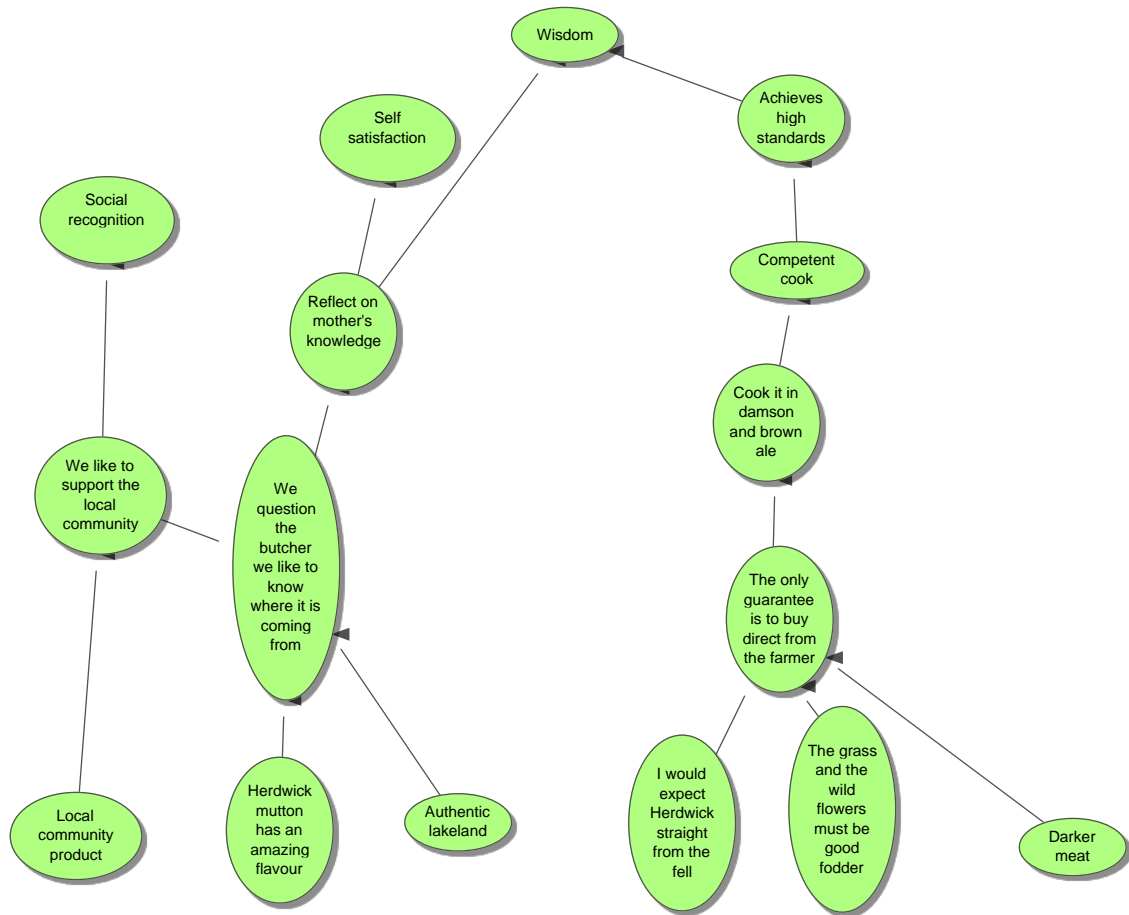 Wisdom
Achieves
high
standards
Self
satisfaction
Social
recognition
Competent
cook
Reflect on
mother's
knowledge
Cook it in
damson
and brown
ale
We like to
support the
local
community
We
question
the
butcher
we like to
know
where it is
coming
from
The only
guarantee
is to buy
direct from
the farmer
Local
community
product
Herdwick
mutton
has an
amazing
flavour
Authentic
lakeland
I would
expect
Herdwick
straight
from the
fell
The grass
and the
wild
flowers
must be
good
fodder
Darker
meat